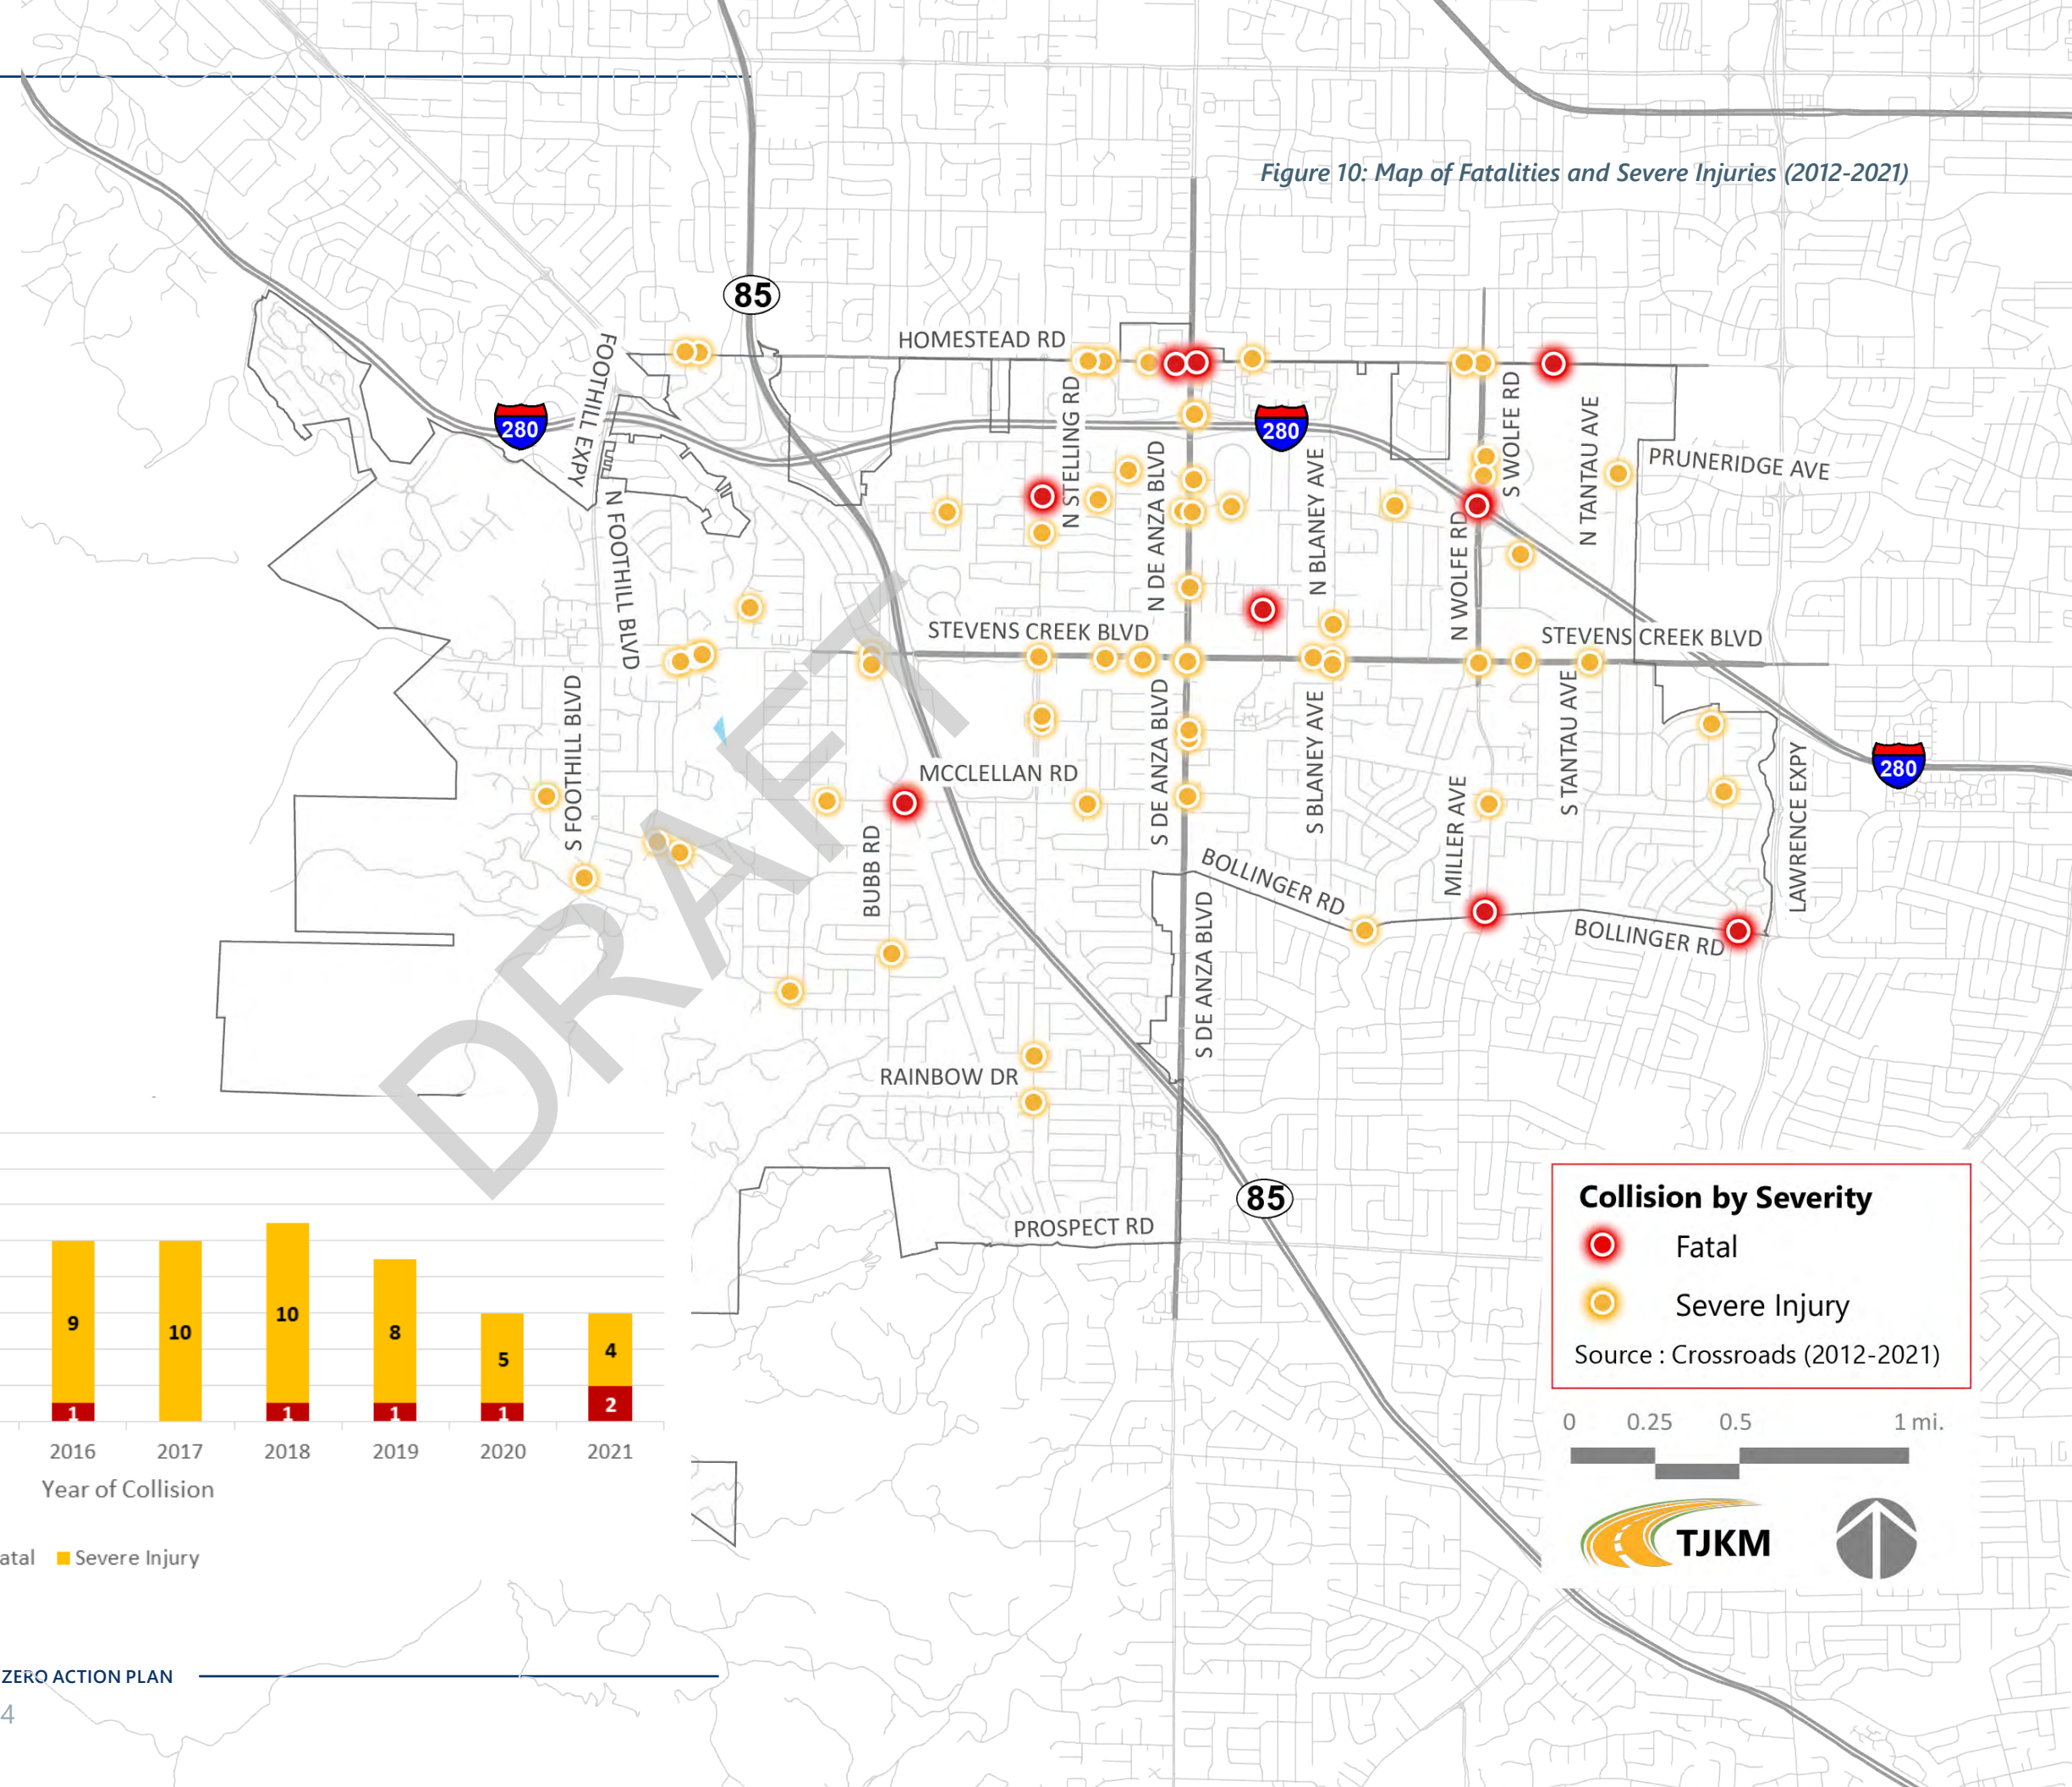 Figure 10: Map of Fatalities and Severe Injuries (2012-2021)
85
HOMESTEAD RD
FOOTHILL EXPY
280
280
N STELLING RD
N DE ANZA BLVD
N BLANEY AVE
S WOLFE RD
N TANTAU AVE
PRUNERIDGE AVE
N FOOTHILL BLVD
N WOLFE RD
STEVENS CREEK BLVD
STEVENS CREEK BLVD
S FOOTHILL BLVD
S DE ANZA BLVD
S BLANEY AVE
S TANTAU AVE
MCCLELLAN RD
280
LAWRENCE EXPY
BUBB RD
MILLER AVE
BOLLINGER RD
BOLLINGER RD
S DE ANZA BLVD
RAINBOW DR
DRAFT
PROSPECT RD
85
Collision by Severity
Fatal
Severe Injury
Source : Crossroads (2012-2021)
0 0.25 0.5 1 mi.
TJKM
9 10 10 8 5 4
1 1 1 1 2
2016 2017 2018 2019 2020 2021
Year of Collision
atal Severe Injury
ZERO ACTION PLAN
4